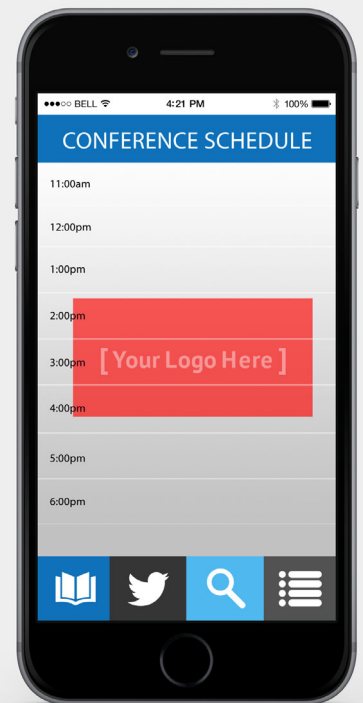 ●●●○○ BELL 4:21 PM 100%
CONFERENCE SCHEDULE
11:00am
12:00pm
1:00pm
2:00pm
3:00pm [Your Logo Here]
4:00pm
5:00pm
6:00pm